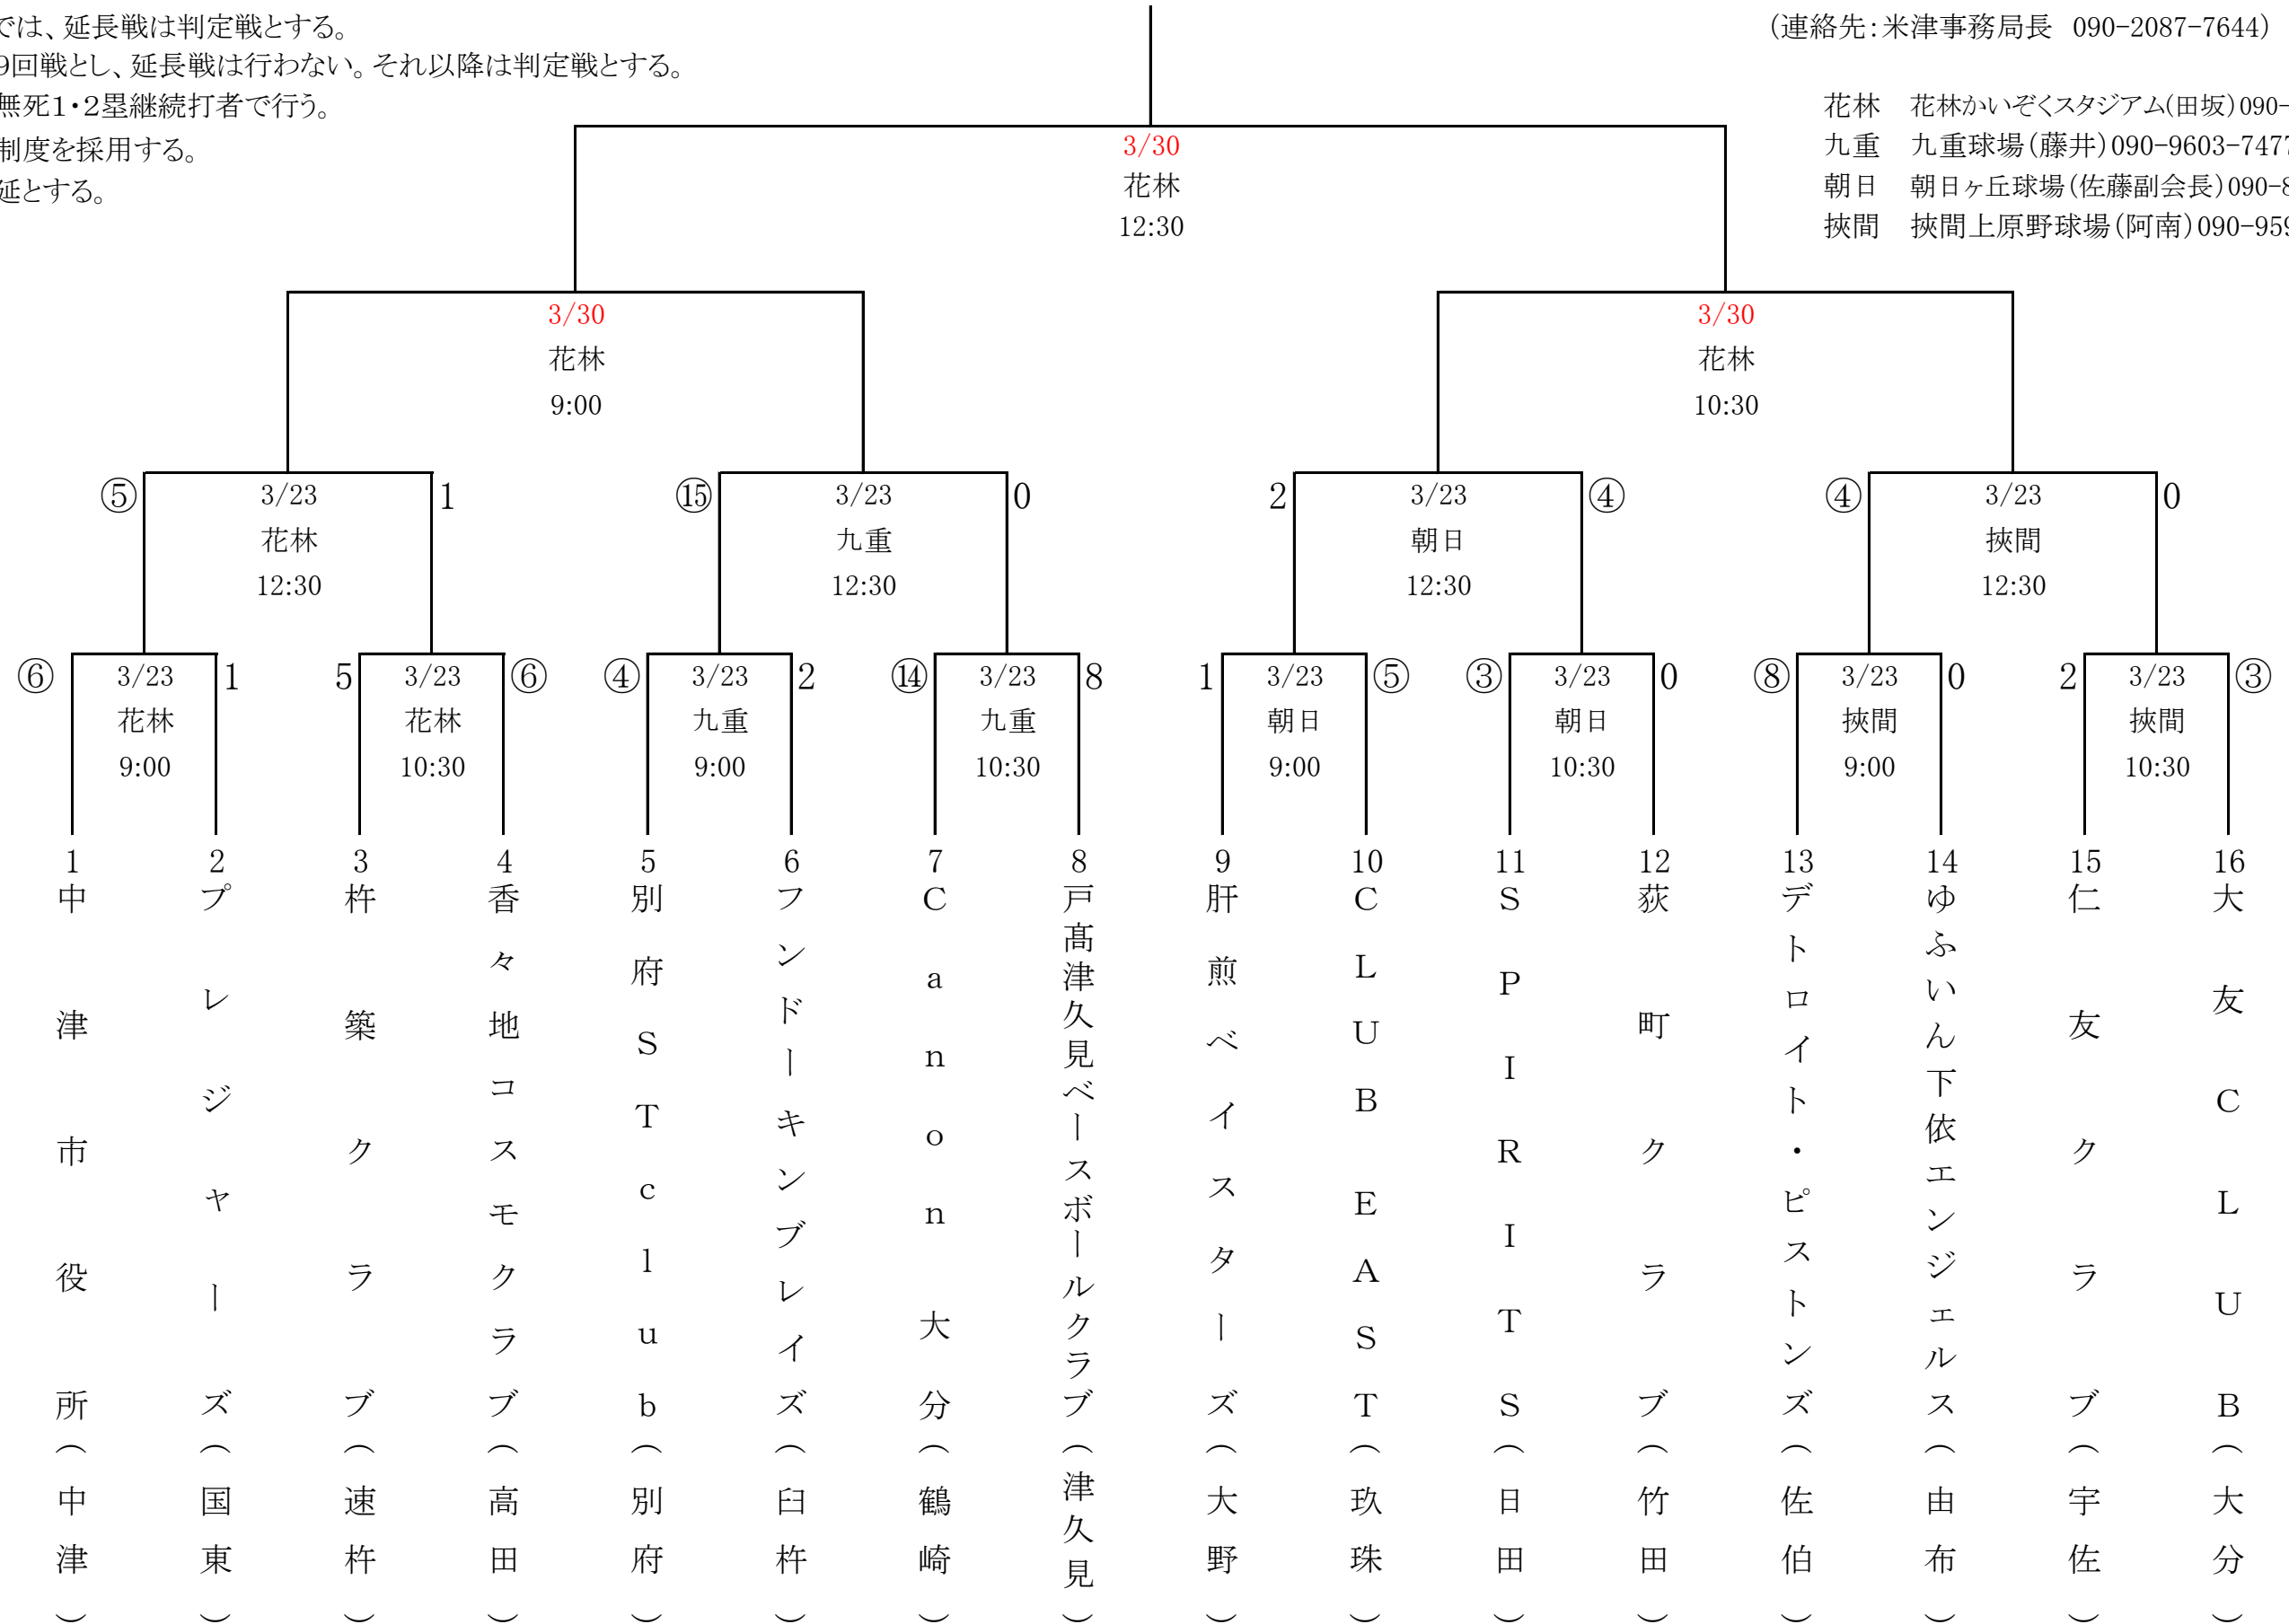 では、延長戦は判定戦とする。
9回戦とし、延長戦は行わない。それ以降は判定戦とする。
無死1・2塁継続打者で行う。
制度を採用する。
延とする。
(連絡先:米津事務局長 090-2087-7644)
花林 花林かいぞくスタジアム(田坂)090-
九重 九重球場(藤井)090-9603-7477
朝日 朝日ヶ丘球場(佐藤副会長)090-8
挾間 挾間上原野球場(阿南)090-959
3/30
花林
12:30
3/30 3/30
花林 花林
9:00 10:30
⑤ 3/23 1 ⑮ 3/23 0 2 3/23 ④ ④ 3/23 0
花林 九重 朝日 挾間
12:30 12:30 12:30 12:30
⑥ 3/23 1 5 3/23 ⑥ ④ 3/23 2 ⑭ 3/23 8 1 3/23 ⑤ ③ 3/23 0 ⑧ 3/23 0 2 3/23 ③
花林 花林 九重 九重 朝日 朝日 挾間 挾間
9:00 10:30 9:00 10:30 9:00 10:30 9:00 10:30
1 2 3 4 5 6 7 8 9 10 11 12 13 14 15 16
中津市役所(中津)
プレジャーズ(国東)
杵築クラブ(速杵)
香々地コスモクラブ(高田)
別府STclub(別府)
フンドーキンブレイズ(臼杵)
Canon大分(鶴崎)
戸髙津久見ベースボールクラブ(津久見)
肝煎ベイスターズ(大野)
CLUB EAST(玖珠)
SPIRITS(日田)
荻町クラブ(竹田)
デトロイト・ピストンズ(佐伯)
ゆふいん下依エンジェルス(由布)
仁友クラブ(宇佐)
大友CLUB(大分)